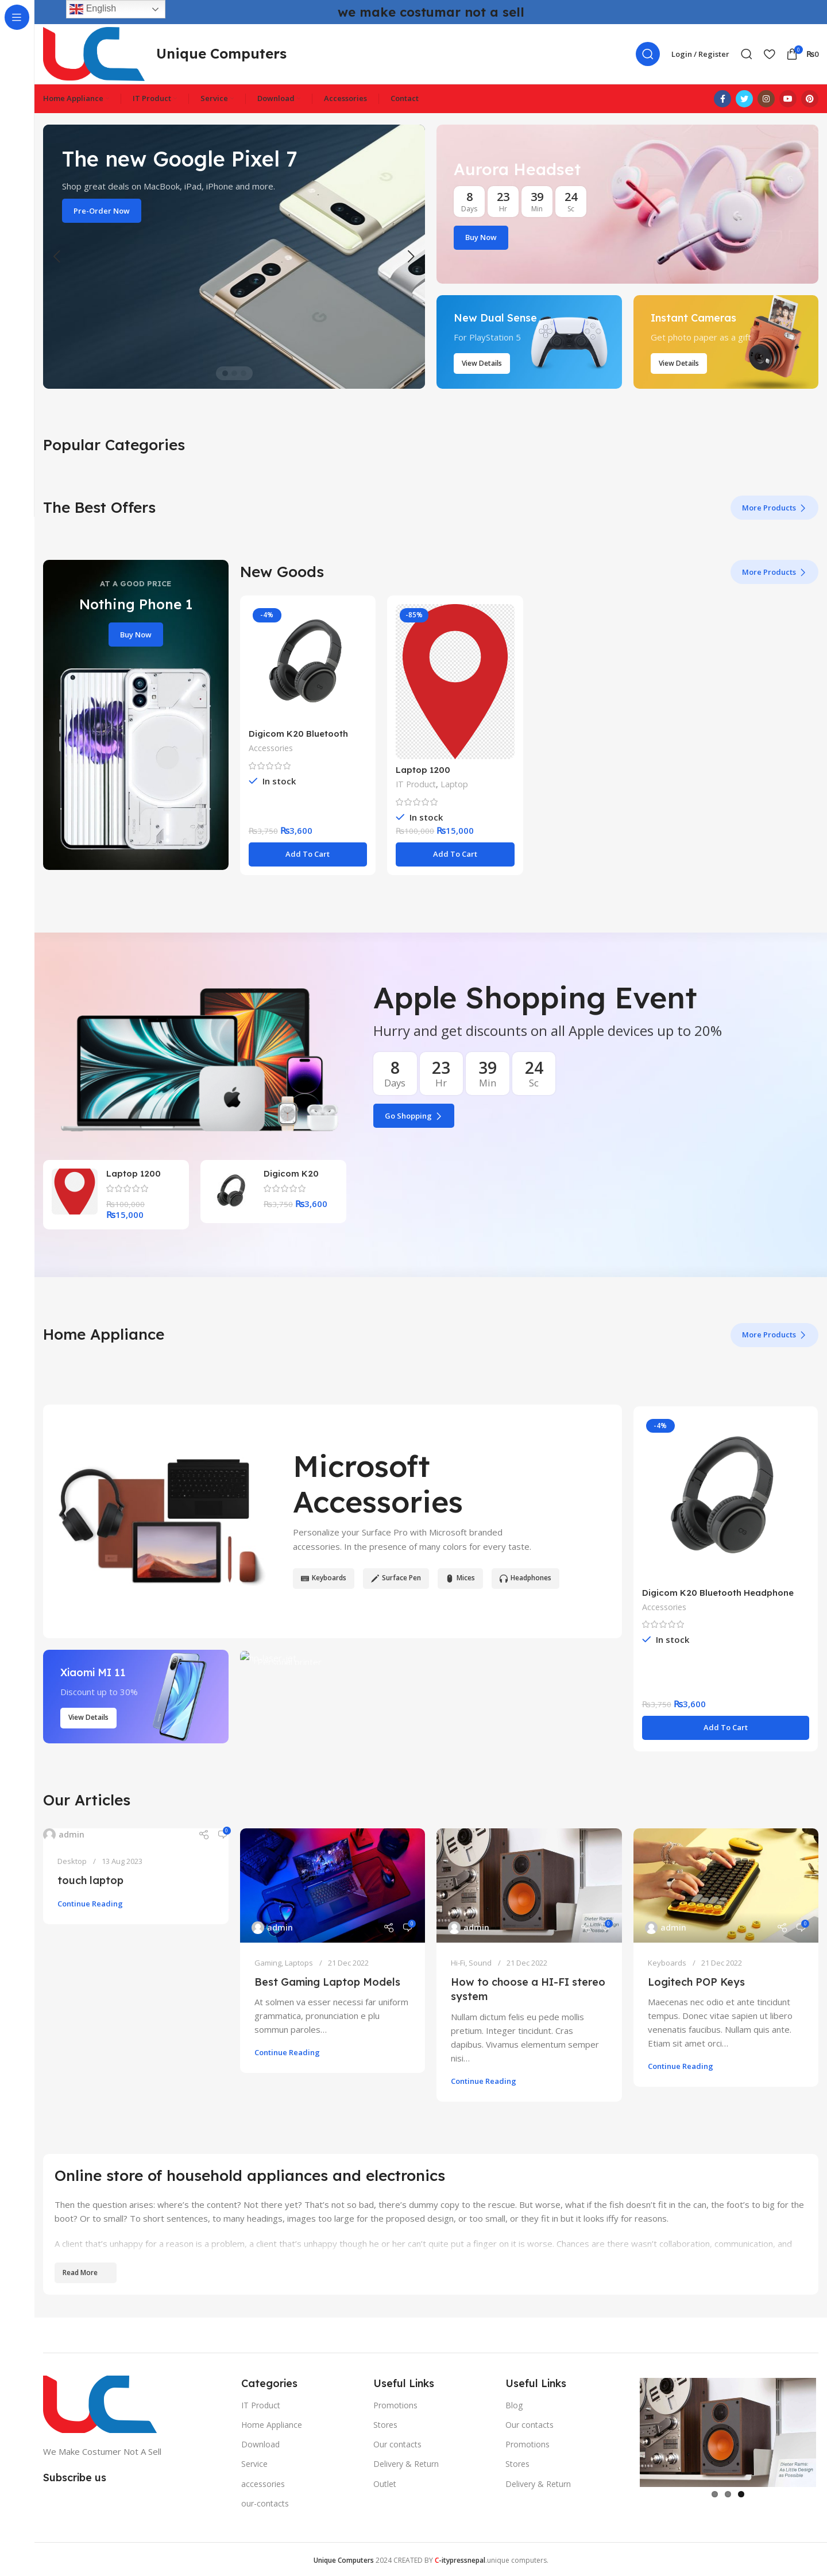 English
we make costumar not a sell
Unique Computers
Login / Register
0
₨0
Home Appliance
IT Product
Service
Download
Accessories
Contact
The new Google Pixel 7
Shop great deals on MacBook, iPad, iPhone and more.
Pre-Order Now
Aurora Headset
8 23 39 24
Days Hr Min Sc
Buy Now
New Dual Sense
For PlayStation 5
View Details
Instant Cameras
Get photo paper as a gift
View Details
Popular Categories
The Best Offers
More Products
AT A GOOD PRICE
Nothing Phone 1
Buy Now
New Goods
More Products
-4%
Digicom K20 Bluetooth
Accessories
In stock
₨3,750 ₨3,600
Add To Cart
-85%
Laptop 1200
IT Product, Laptop
In stock
₨100,000 ₨15,000
Add To Cart
Apple Shopping Event
Hurry and get discounts on all Apple devices up to 20%
8 23 39 24
Days Hr Min Sc
Go Shopping
Laptop 1200
₨100,000
₨15,000
Digicom K20
₨3,750 ₨3,600
Home Appliance
More Products
Microsoft
Accessories
Personalize your Surface Pro with Microsoft branded
accessories. In the presence of many colors for every taste.
Keyboards
Surface Pen
Mices
Headphones
-4%
Digicom K20 Bluetooth Headphone
Accessories
In stock
₨3,750 ₨3,600
Add To Cart
Xiaomi MI 11
Discount up to 30%
View Details
Our Articles
admin
0
Desktop / 13 Aug 2023
touch laptop
Continue Reading
admin
0
Gaming, Laptops / 21 Dec 2022
Best Gaming Laptop Models
At solmen va esser necessi far uniform
grammatica, pronunciation e plu
sommun paroles...
Continue Reading
admin
0
Hi-Fi, Sound / 21 Dec 2022
How to choose a HI-FI stereo
system
Nullam dictum felis eu pede mollis
pretium. Integer tincidunt. Cras
dapibus. Vivamus elementum semper
nisi...
Continue Reading
admin
0
Keyboards / 21 Dec 2022
Logitech POP Keys
Maecenas nec odio et ante tincidunt
tempus. Donec vitae sapien ut libero
venenatis faucibus. Nullam quis ante.
Etiam sit amet orci...
Continue Reading
Online store of household appliances and electronics
Then the question arises: where's the content? Not there yet? That's not so bad, there's dummy copy to the rescue. But worse, what if the fish doesn't fit in the can, the foot's to big for the
boot? Or to small? To short sentences, to many headings, images too large for the proposed design, or too small, or they fit in but it looks iffy for reasons.
A client that's unhappy for a reason is a problem, a client that's unhappy though he or her can't quite put a finger on it is worse. Chances are there wasn't collaboration, communication, and
Read More
We Make Costumer Not A Sell
Subscribe us
Categories
IT Product
Home Appliance
Download
Service
accessories
our-contacts
Useful Links
Promotions
Stores
Our contacts
Delivery & Return
Outlet
Useful Links
Blog
Our contacts
Promotions
Stores
Delivery & Return
Unique Computers 2024 CREATED BY C-itypressnepal unique computers.